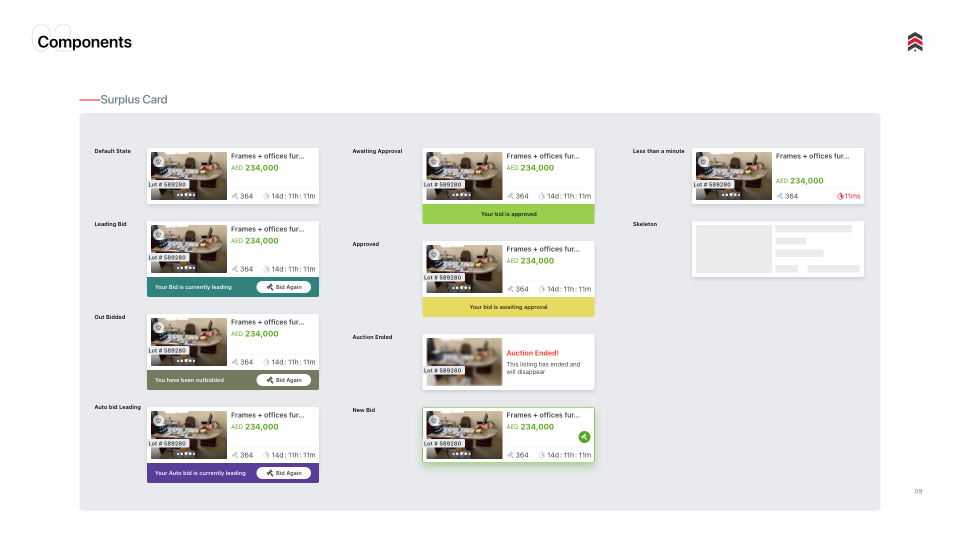 Components
Surplus Card
Default State
Frames + offices fur...
AED 234,000
Lot # 589280
364 14d : 11h : 11m
Leading Bid
Frames + offices fur...
AED 234,000
Lot # 589280
364 14d : 11h : 11m
Your Bid is currently leading Bid Again
Out Bidded
Frames + offices fur...
AED 234,000
Lot # 589280
364 14d : 11h : 11m
You have been outbidded Bid Again
Auto bid Leading
Frames + offices fur...
AED 234,000
Lot # 589280
364 14d : 11h : 11m
Your Auto bid is currently leading Bid Again
Awaiting Approval
Frames + offices fur...
AED 234,000
Lot # 589280
364 14d : 11h : 11m
Your bid is approved
Approved
Frames + offices fur...
AED 234,000
Lot # 589280
364 14d : 11h : 11m
Your bid is awaiting approval
Auction Ended
Auction Ended!
This listing has ended and
will disappear
Lot # 589280
New Bid
Frames + offices fur...
AED 234,000
Lot # 589280
364 14d : 11h : 11m
Less than a minute
Frames + offices fur...
AED 234,000
Lot # 589280
364 11ms
Skeleton
09